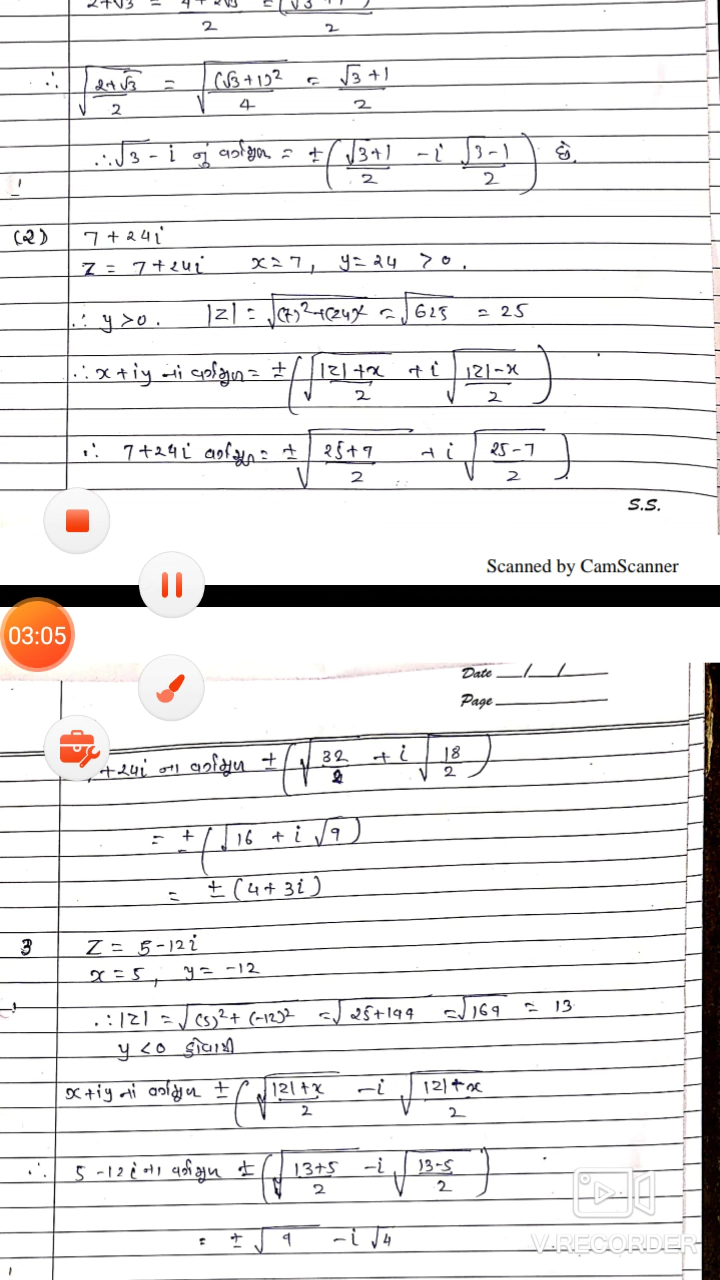 ∴ √(2+√3)/2 = √(√3+1)²/4 = √3+1/2
∴ √3 - i નું વર્ગમૂળ = ± (√3+1/2 - i √3-1/2) છે.
(2) 7+24i
Z = 7+24i x=7, y=24 >0.
∴ y>0. |Z| = √(7)²+(24)² = √625 = 25
∴ x+iy ના વર્ગમૂળ = ± (√|z|+x/2 + i √|z|-x/2)
∴ 7+24i વર્ગમૂળ = ± √25+7/2 + i √25-7/2)
S.S.
Scanned by CamScanner
03:05
Date __/__/__
Page
+24i ના વર્ગમૂળ ± (√32/2 + i √18/2)
= ± (√16 + i √9)
= ± (4+3i)
3 Z = 5-12i
x=5, y=-12
∴ |Z| = √(5)²+(-12)² = √25+144 = √169 = 13
y<0 હોવાથી
x+iy ના વર્ગમૂળ ± (√|z|+x/2 - i √|z|+x/2
∴ 5-12i ના વર્ગમૂળ ± (√13+5/2 - i √13-5/2)
= ± √9 - i √4
V RECORDER